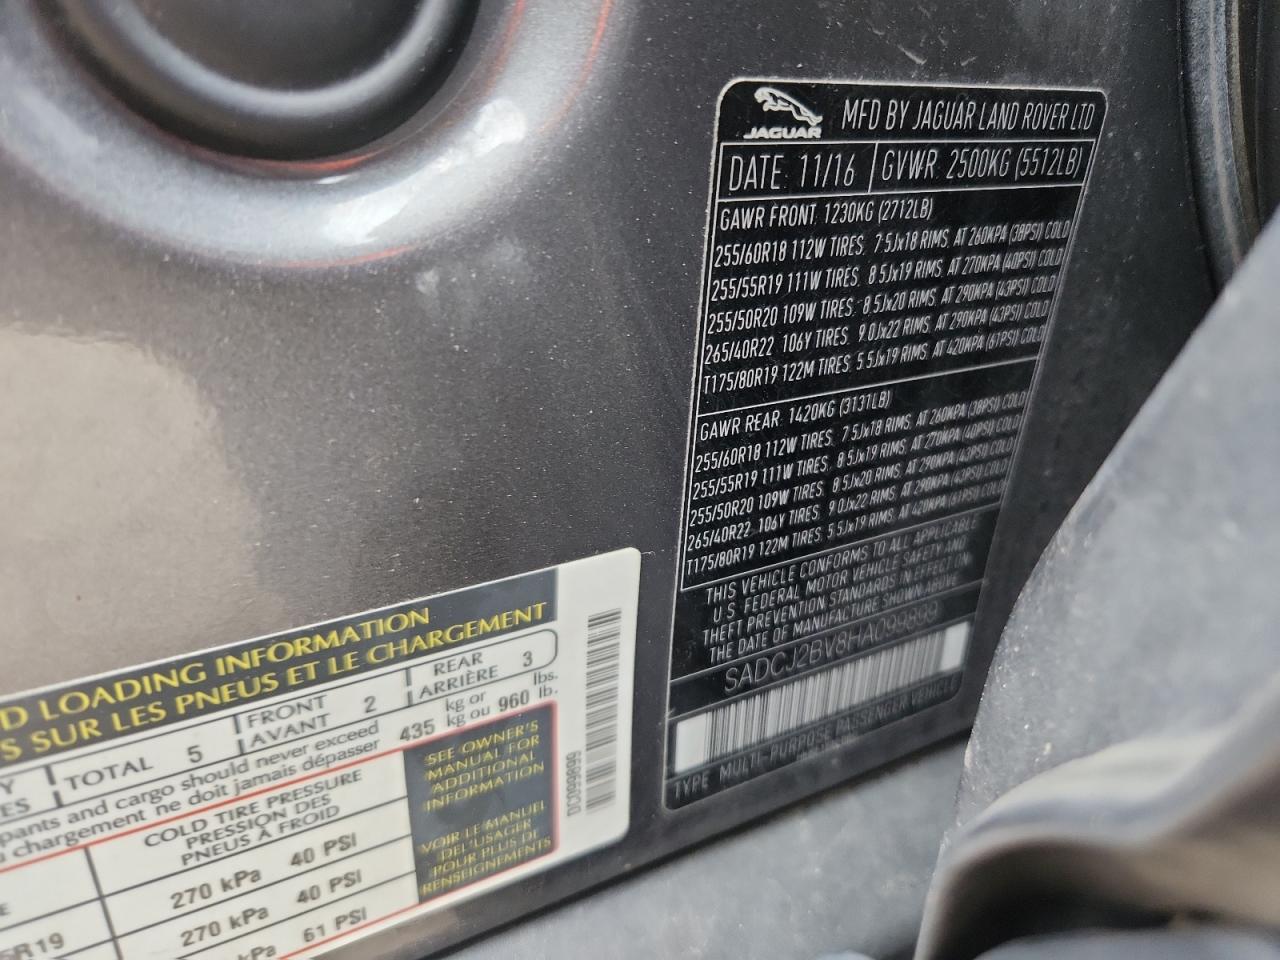 JAGUAR
MFD BY JAGUAR LAND ROVER LTD
DATE: 11/16 GVWR: 2500KG (5512LB)
GAWR FRONT: 1230KG (2712LB)
255/60R18 112W TIRES, 7.5Jx18 RIMS, AT 260KPA (38PSI) COLD
255/55R19 111W TIRES, 8.5Jx19 RIMS, AT 270KPA (40PSI) COLD
255/50R20 109W TIRES, 8.5Jx20 RIMS, AT 290KPA (43PSI) COLD
265/40R22 106Y TIRES, 9.0Jx22 RIMS, AT 290KPA (43PSI) COLD
T175/80R19 122M TIRES, 5.5Jx19 RIMS, AT 420KPA (61PSI) COLD
GAWR REAR: 1420KG (3131LB)
255/60R18 112W TIRES, 7.5Jx18 RIMS, AT 260KPA (38PSI) COLD
255/55R19 111W TIRES, 8.5Jx19 RIMS, AT 270KPA (40PSI) COLD
255/50R20 109W TIRES, 8.5Jx20 RIMS, AT 290KPA (43PSI) COLD
265/40R22 106Y TIRES, 9.0Jx22 RIMS, AT 290KPA (43PSI) COLD
T175/80R19 122M TIRES, 5.5Jx19 RIMS, AT 420KPA (61PSI) COLD
THIS VEHICLE CONFORMS TO ALL APPLICABLE
U.S. FEDERAL MOTOR VEHICLE SAFETY AND
THEFT PREVENTION STANDARDS IN EFFECT ON
THE DATE OF MANUFACTURE SHOWN ABOVE
SADCJ2BV8HA099899
TYPE: MULTI-PURPOSE PASSENGER VEHICLE
D LOADING INFORMATION
S SUR LES PNEUS ET LE CHARGEMENT
Y TOTAL 5 FRONT 2 REAR 3
ES AVANT ARRIÈRE
pants and cargo should never exceed 435 kg or 960 lbs.
chargement ne doit jamais dépasser kg ou lb.
COLD TIRE PRESSURE
PRESSION DES
PNEUS À FROID
SEE OWNER'S
MANUAL FOR
ADDITIONAL
INFORMATION
VOIR LE MANUEL
DE L'USAGER
POUR PLUS DE
RENSEIGNEMENTS
E 270 kPa 40 PSI
5R19 270 kPa 40 PSI
kPa 61 PSI
DC099899